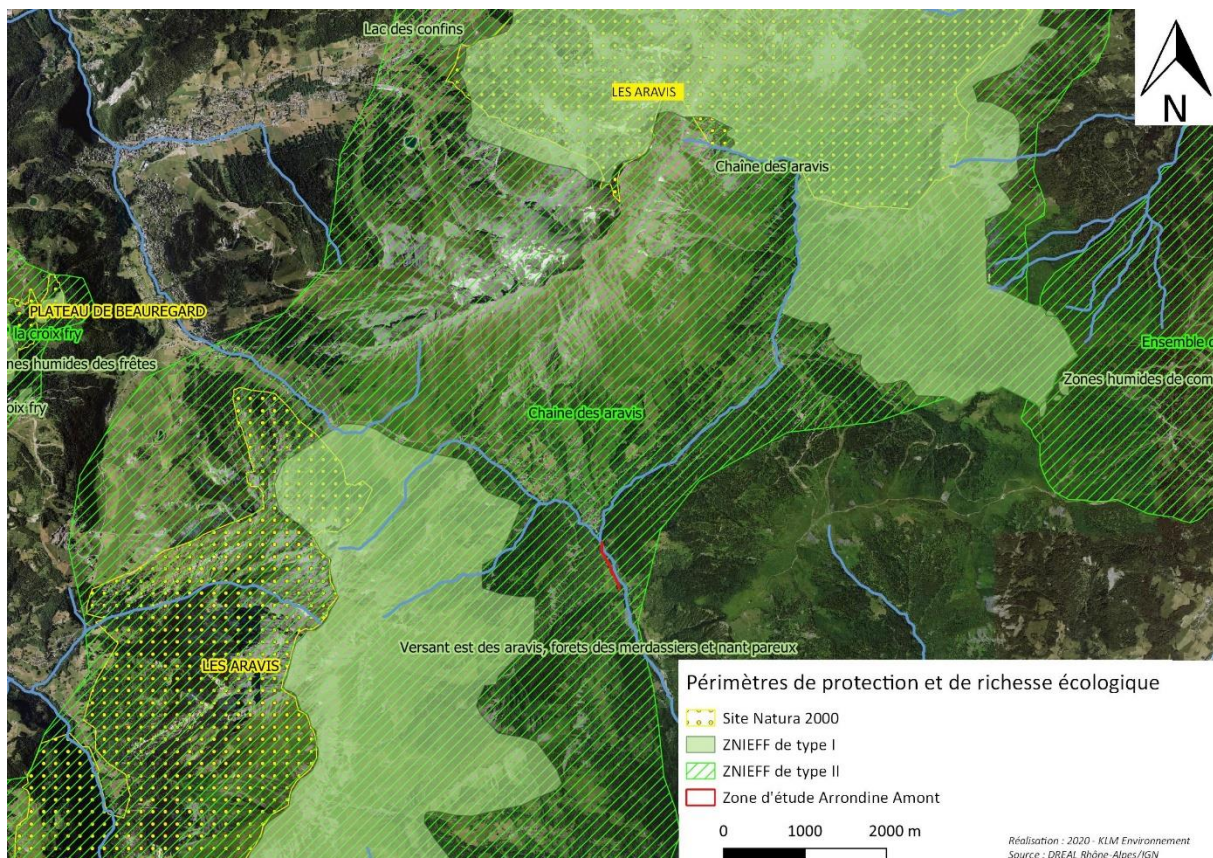 Lac des confins
LES ARAVIS
N
Chaîne des aravis
PLATEAU DE BEAUREGARD
la croix fry
nes humides des frêtes
Ensemble
Zones humides de com
oix fry
Chaine des aravis
Versant est des aravis, forets des merdassiers et nant pareux
LES ARAVIS
Périmètres de protection et de richesse écologique
Site Natura 2000
ZNIEFF de type I
ZNIEFF de type II
Zone d'étude Arrondine Amont
0 1000 2000 m
Réalisation : 2020 - KLM Environnement
Source : DREAL Rhône-Alpes/IGN